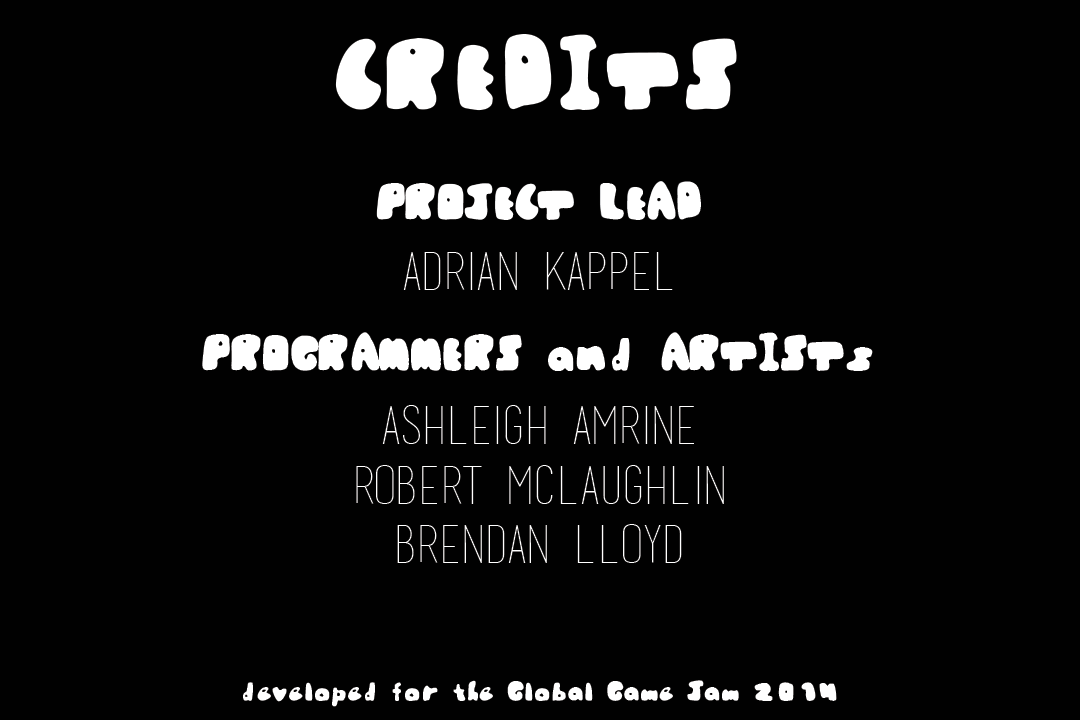 CREDITS
PROJECT LEAD
ADRIAN KAPPEL
PROGRAMMERS and ARTISTs
ASHLEIGH AMRINE
ROBERT MCLAUGHLIN
BRENDAN LLOYD
developed for the Global Game Jam 2014